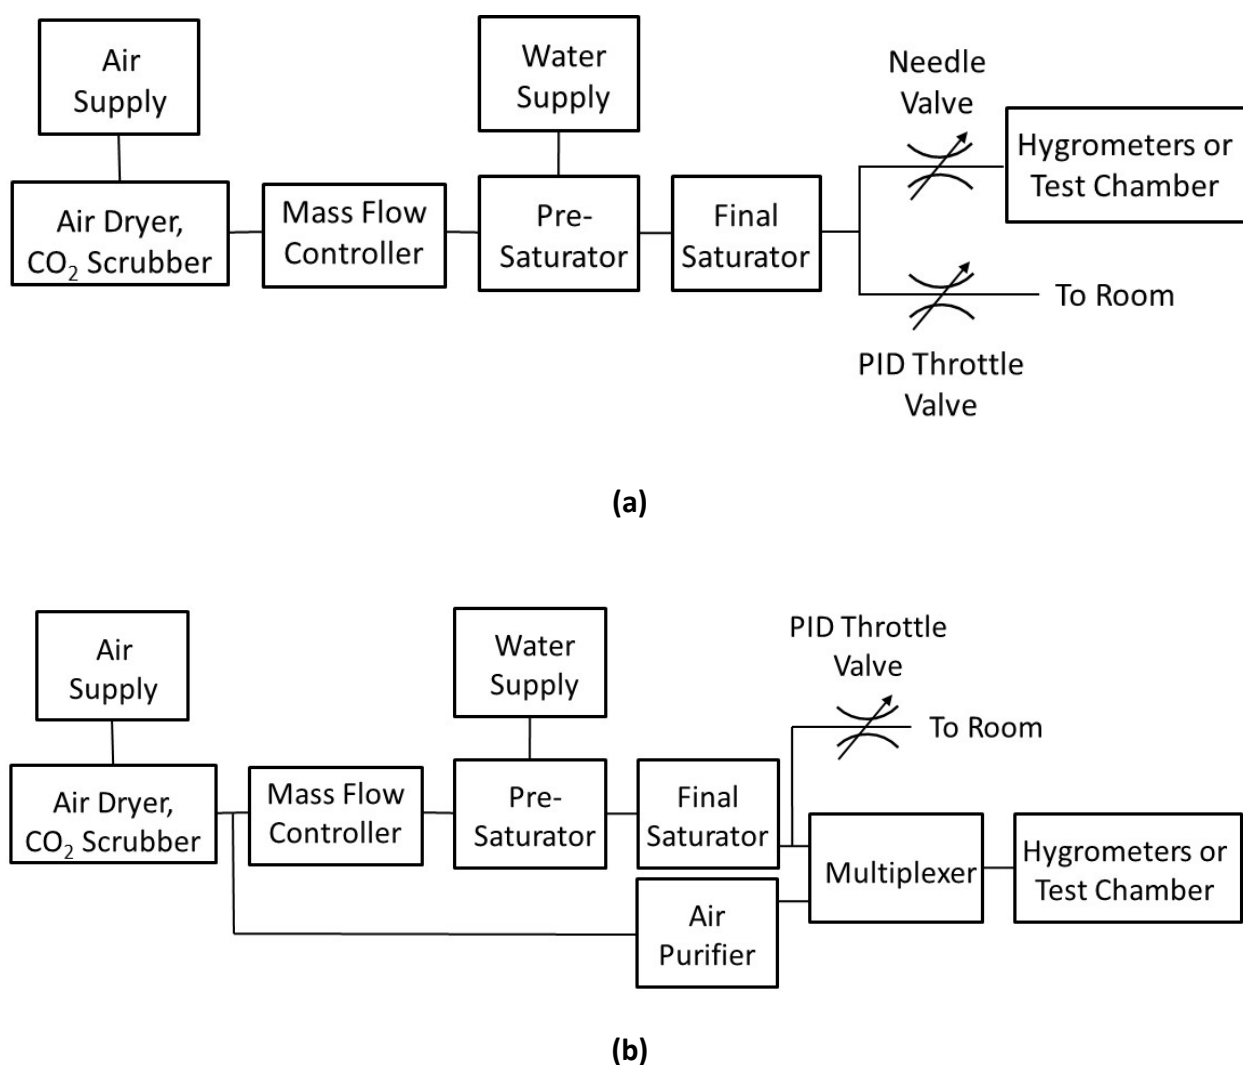 Air
Supply
Water
Supply
Needle
Valve
Hygrometers or
Test Chamber
Air Dryer,
CO₂ Scrubber
Mass Flow
Controller
Pre-
Saturator
Final
Saturator
To Room
PID Throttle
Valve
(a)
Air
Supply
Water
Supply
PID Throttle
Valve
To Room
Air Dryer,
CO₂ Scrubber
Mass Flow
Controller
Pre-
Saturator
Final
Saturator
Multiplexer
Hygrometers or
Test Chamber
Air
Purifier
(b)